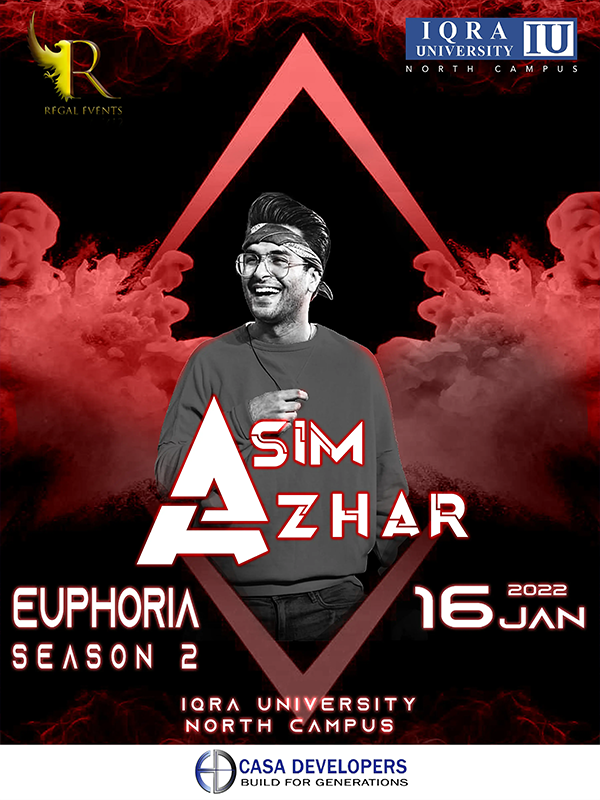 R
REGAL EVENTS
IQRA
UNIVERSITY
IU
NORTH CAMPUS
ASIM
AZHAR
EUPHORIA
SEASON 2
2022
16 JAN
IQRA UNIVERSITY
NORTH CAMPUS
CASA DEVELOPERS
BUILD FOR GENERATIONS